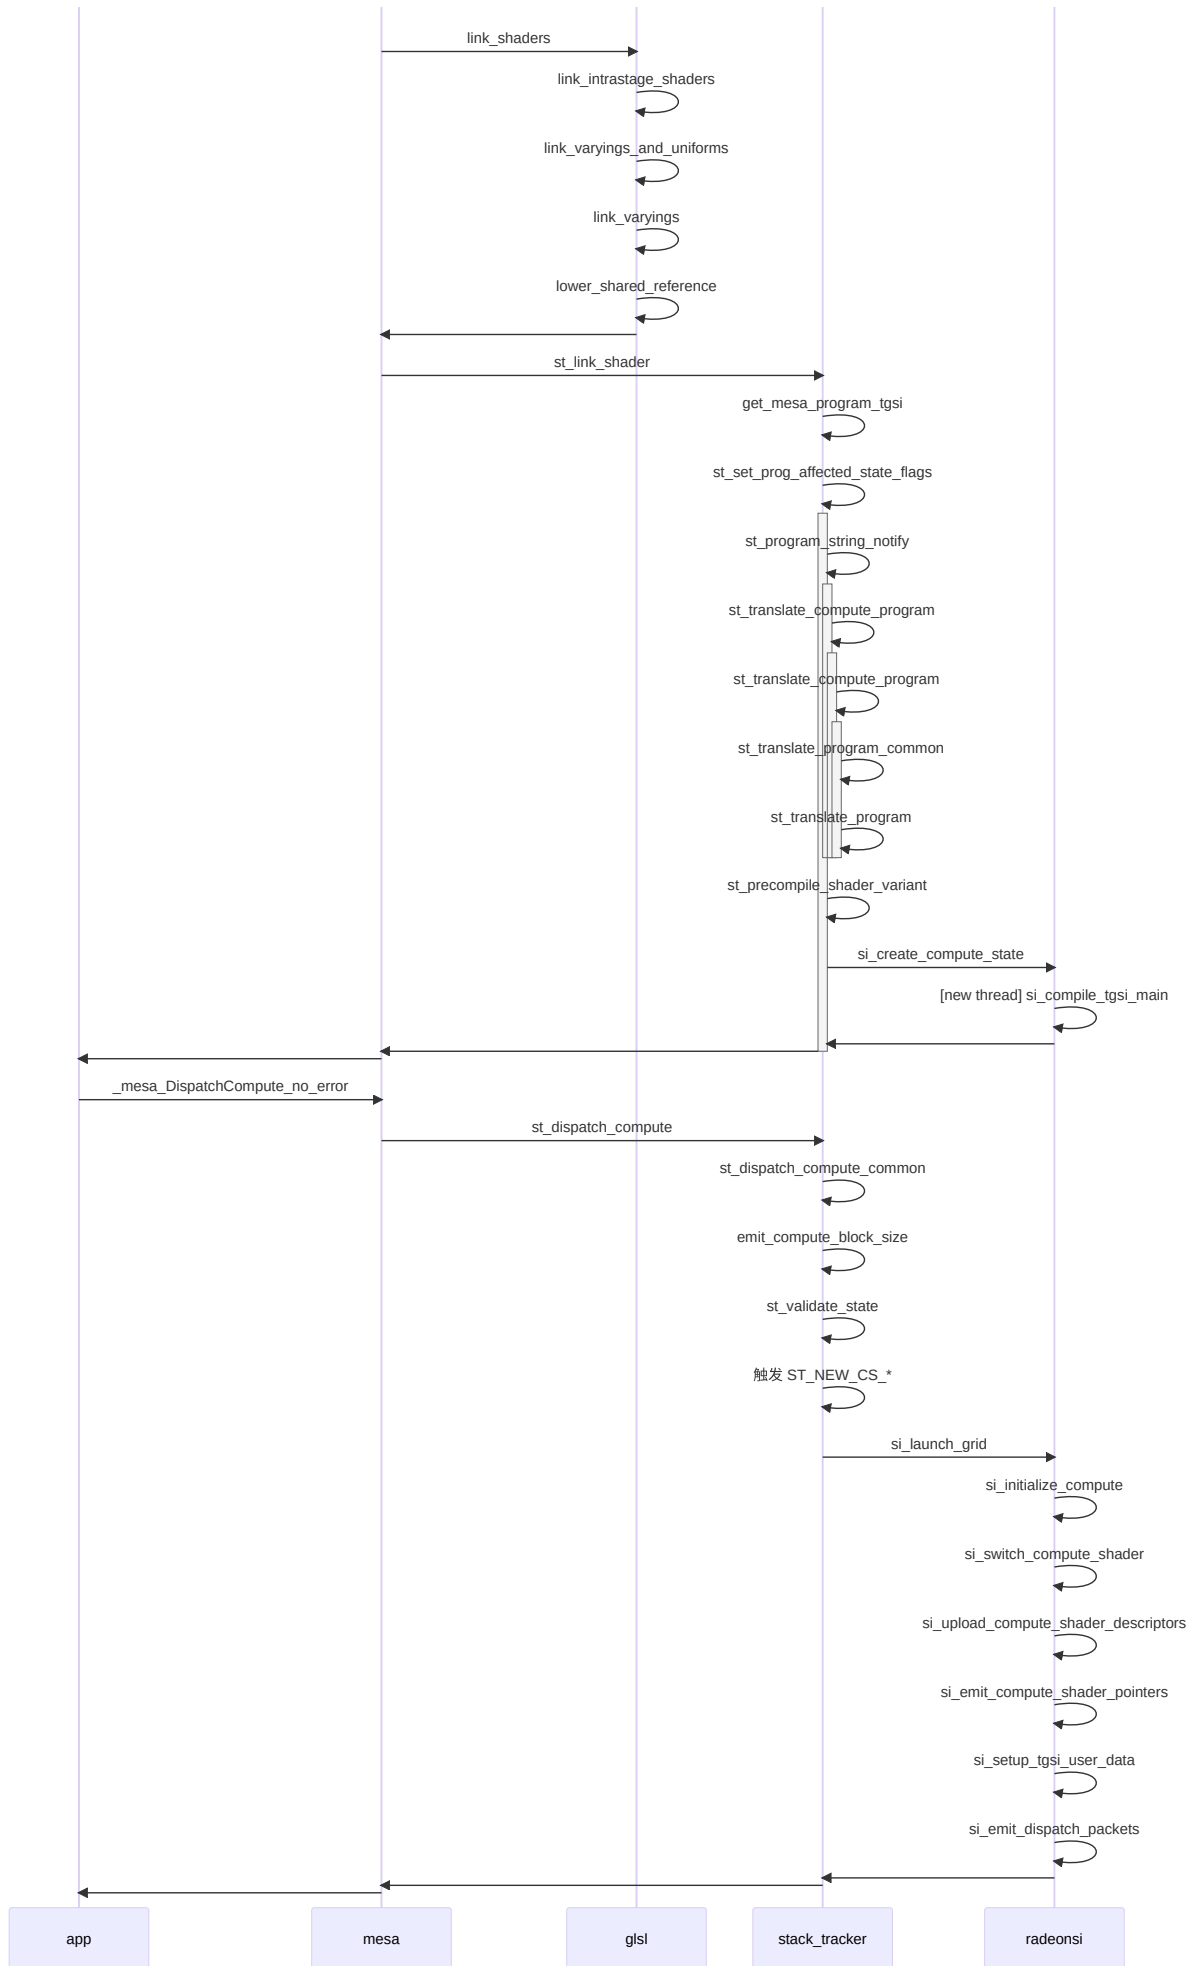 link_shaders
link_intrastage_shaders
link_varyings_and_uniforms
link_varyings
lower_shared_reference
st_link_shader
get_mesa_program_tgsi
st_set_prog_affected_state_flags
st_program_string_notify
st_translate_compute_program
st_translate_compute_program
st_translate_program_common
st_translate_program
st_precompile_shader_variant
si_create_compute_state
[new thread] si_compile_tgsi_main
_mesa_DispatchCompute_no_error
st_dispatch_compute
st_dispatch_compute_common
emit_compute_block_size
st_validate_state
触发 ST_NEW_CS_*
si_launch_grid
si_initialize_compute
si_switch_compute_shader
si_upload_compute_shader_descriptors
si_emit_compute_shader_pointers
si_setup_tgsi_user_data
si_emit_dispatch_packets
app
mesa
glsl
stack_tracker
radeonsi